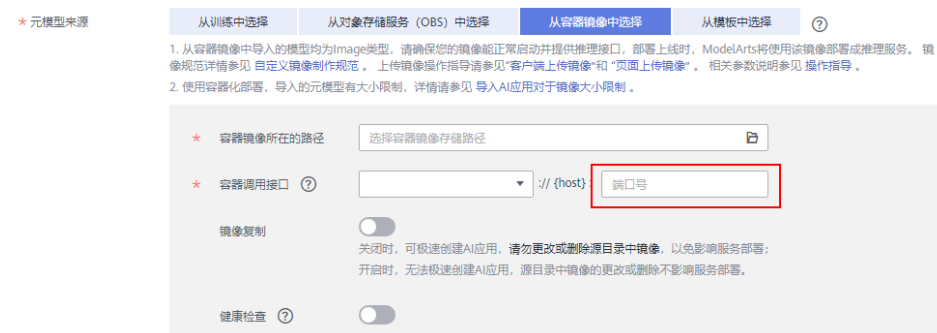 * 元模型来源 从训练中选择 从对象存储服务（OBS）中选择 从容器镜像中选择 从模板中选择 ?
1. 从容器镜像中导入的模型均为Image类型，请确保您的镜像能正常启动并提供推理接口，部署上线时，ModelArts将使用该镜像部署成推理服务。 镜
像规范详情参见 自定义镜像制作规范 。 上传镜像操作指导请参见"客户端上传镜像"和 "页面上传镜像" 。 相关参数说明参见 操作指导 。
2. 使用容器化部署，导入的元模型有大小限制，详情请参见 导入AI应用对于镜像大小限制 。
* 容器镜像所在的路径 选择容器镜像存储路径
* 容器调用接口 ? :// {host} : 端口号
镜像复制
关闭时，可极速创建AI应用，请勿更改或删除源目录中镜像，以免影响服务部署；
开启时，无法极速创建AI应用，源目录中镜像的更改或删除不影响服务部署。
健康检查 ?